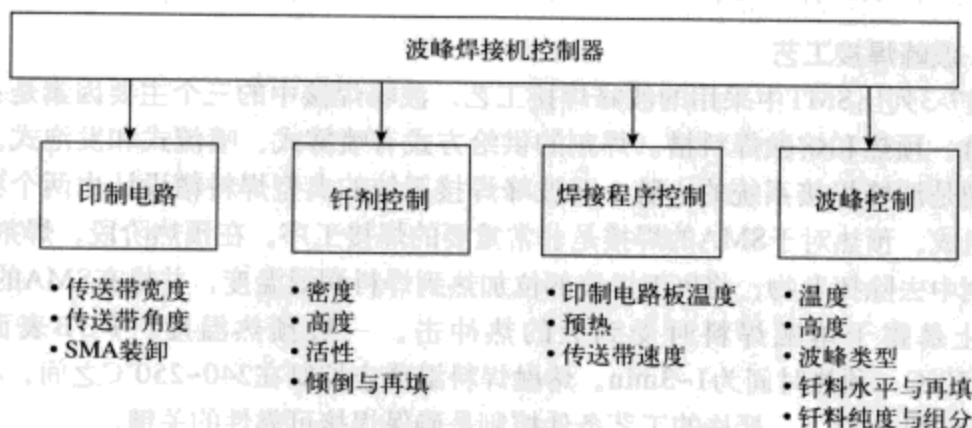 波峰焊接机控制器
印制电路
钎剂控制
焊接程序控制
波峰控制
•传送带宽度
•传送带角度
•SMA装卸
•密度
•高度
•活性
•倾倒与再填
•印制电路板温度
•预热
•传送带速度
•温度
•高度
•波峰类型
•钎料水平与再填
•钎料纯度与组分